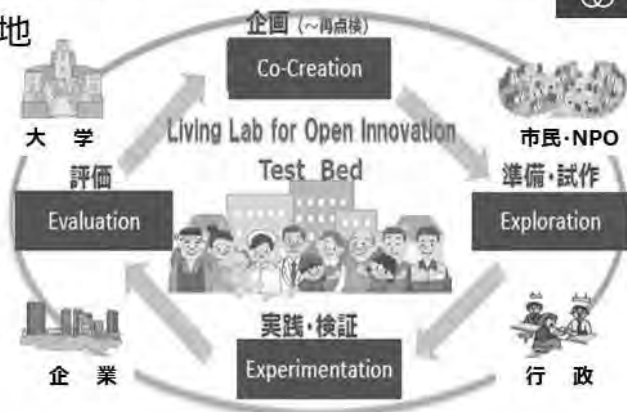 地
企画（～再点検）
Co-Creation
大 学
Living Lab for Open Innovation
Test Bed
市民・NPO
評価
Evaluation
準備・試作
Exploration
実践・検証
Experimentation
企 業
行 政